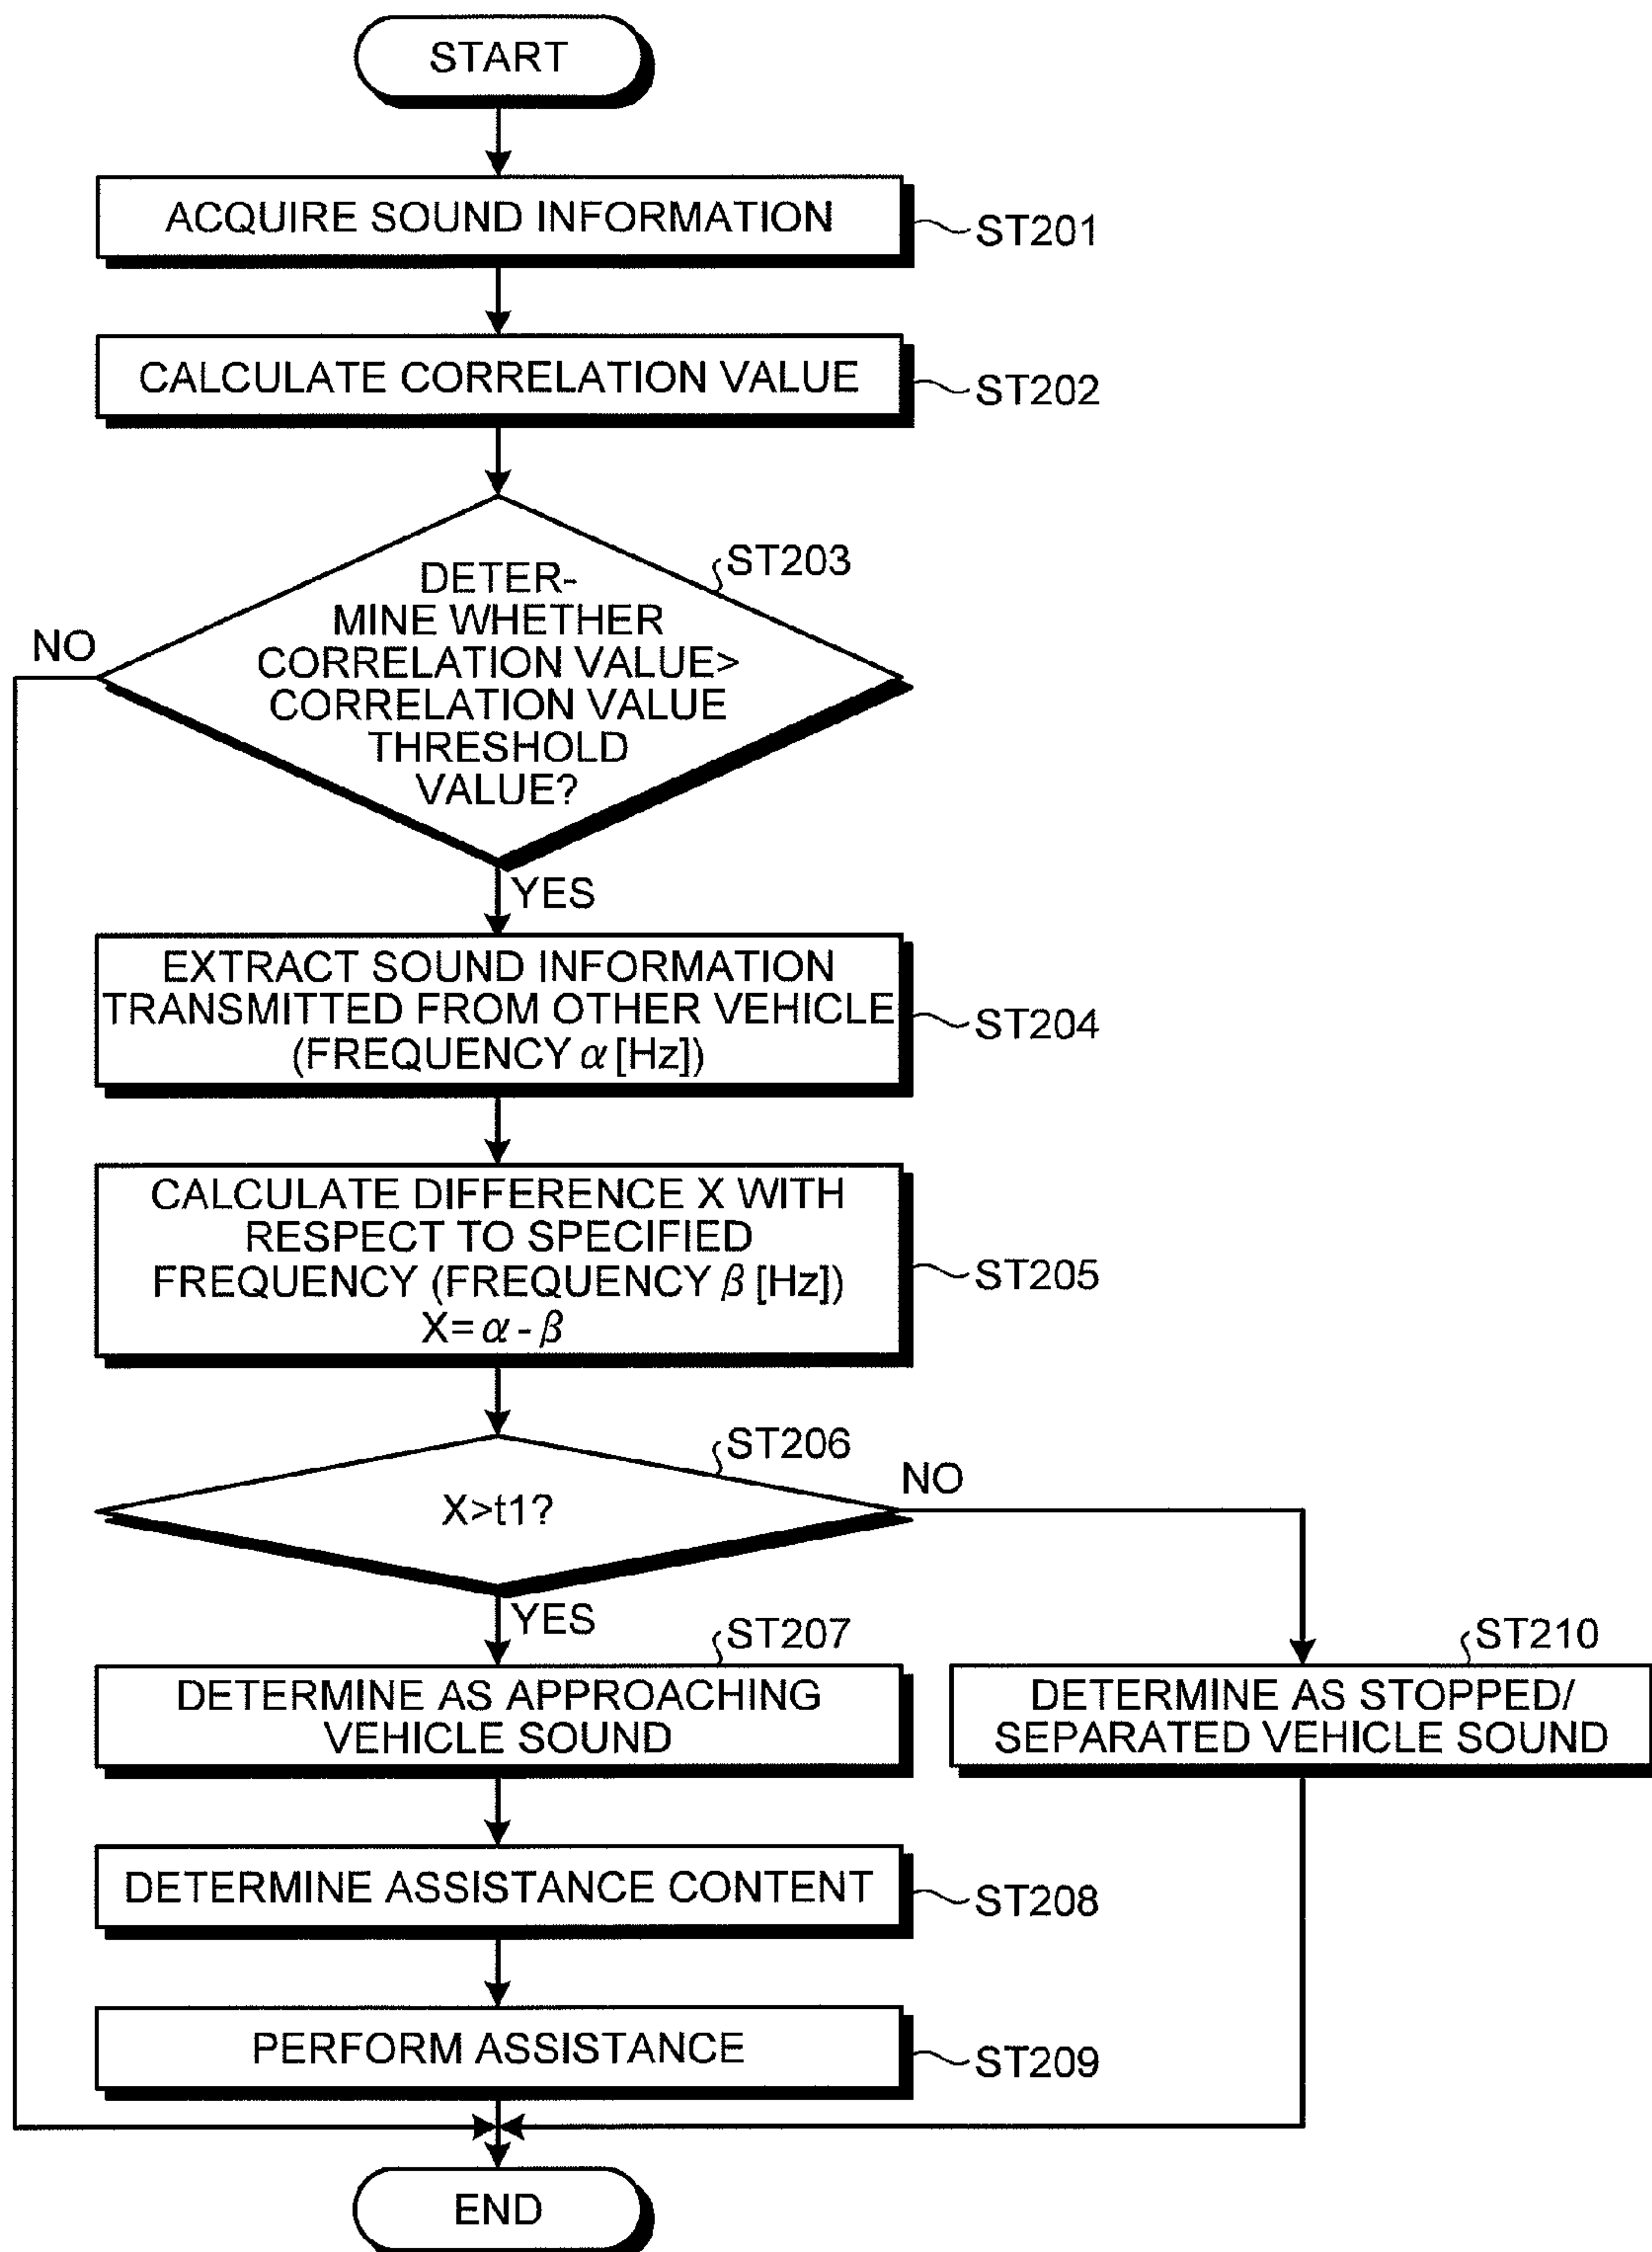 START
ACQUIRE SOUND INFORMATION
ST201
CALCULATE CORRELATION VALUE
ST202
ST203
DETER-
MINE WHETHER
CORRELATION VALUE>
CORRELATION VALUE
THRESHOLD
VALUE?
NO
YES
EXTRACT SOUND INFORMATION
TRANSMITTED FROM OTHER VEHICLE
(FREQUENCY α [Hz])
ST204
CALCULATE DIFFERENCE X WITH
RESPECT TO SPECIFIED
FREQUENCY (FREQUENCY β [Hz])
X=α-β
ST205
ST206
X>t1?
NO
YES
ST207
DETERMINE AS APPROACHING
VEHICLE SOUND
ST210
DETERMINE AS STOPPED/
SEPARATED VEHICLE SOUND
DETERMINE ASSISTANCE CONTENT
ST208
PERFORM ASSISTANCE
ST209
END